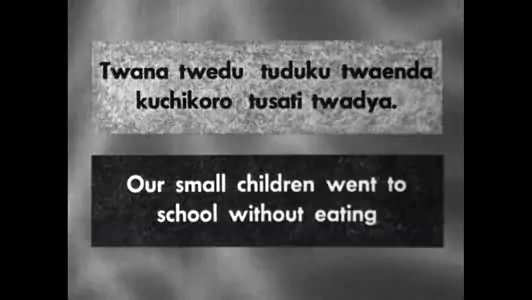 Twana twedu tuduku twaenda
kuchikoro tusati twadya.
Our small children went to
school without eating